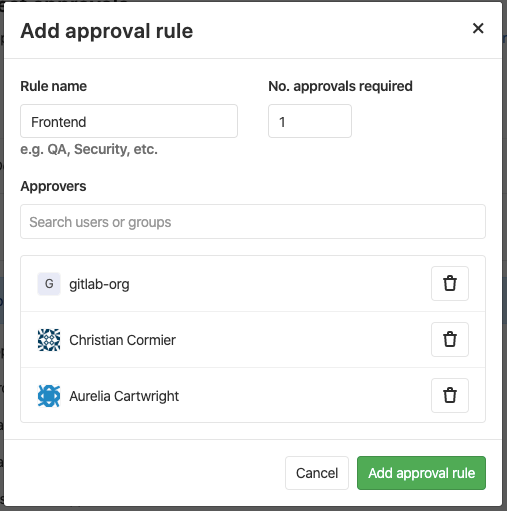 Add approval rule
Rule name
No. approvals required
Frontend
1
e.g. QA, Security, etc.
Approvers
Search users or groups
G gitlab-org
Christian Cormier
Aurelia Cartwright
Cancel
Add approval rule